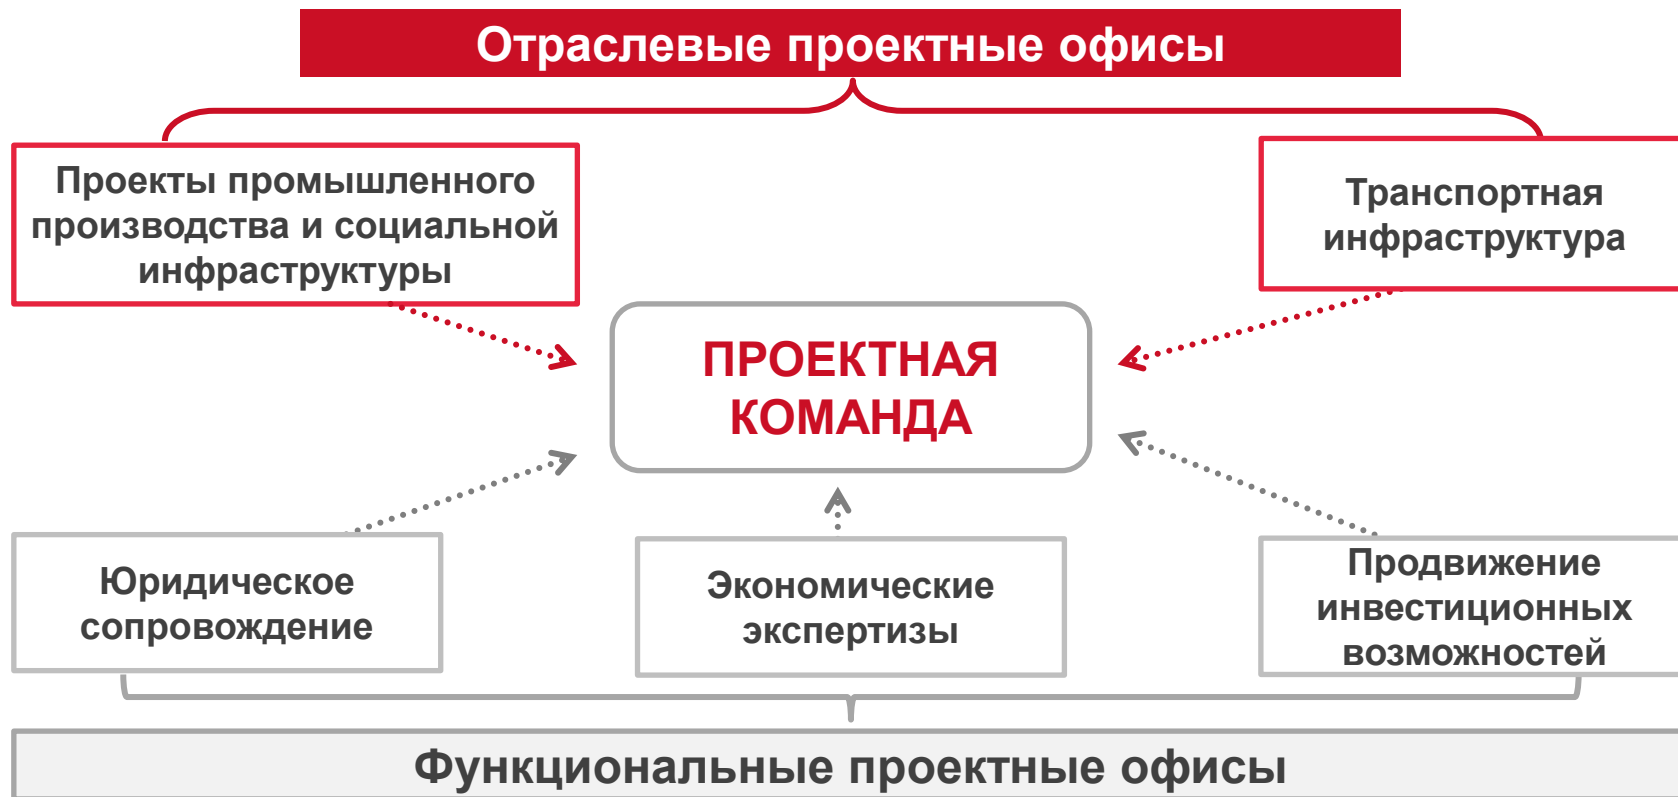 Отраслевые проектные офисы
Проекты промышленного
производства и социальной
инфраструктуры
Транспортная
инфраструктура
ПРОЕКТНАЯ
КОМАНДА
Юридическое
сопровождение
Экономические
экспертизы
Продвижение
инвестиционных
возможностей
Функциональные проектные офисы